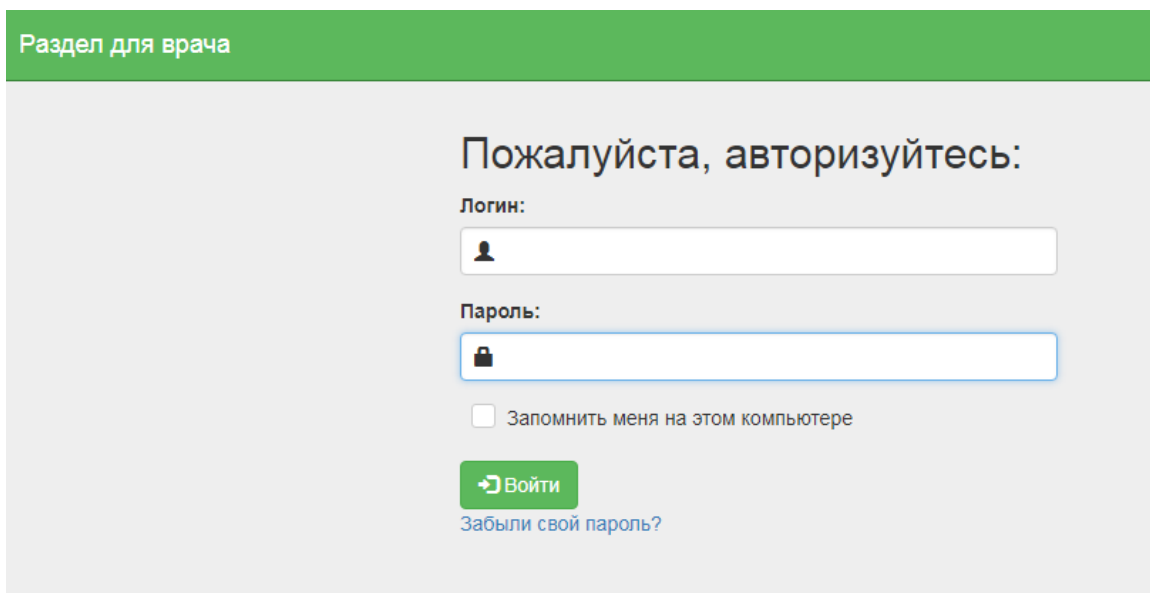 Раздел для врача
Пожалуйста, авторизуйтесь:
Логин:
Пароль:
Запомнить меня на этом компьютере
Войти
Забыли свой пароль?